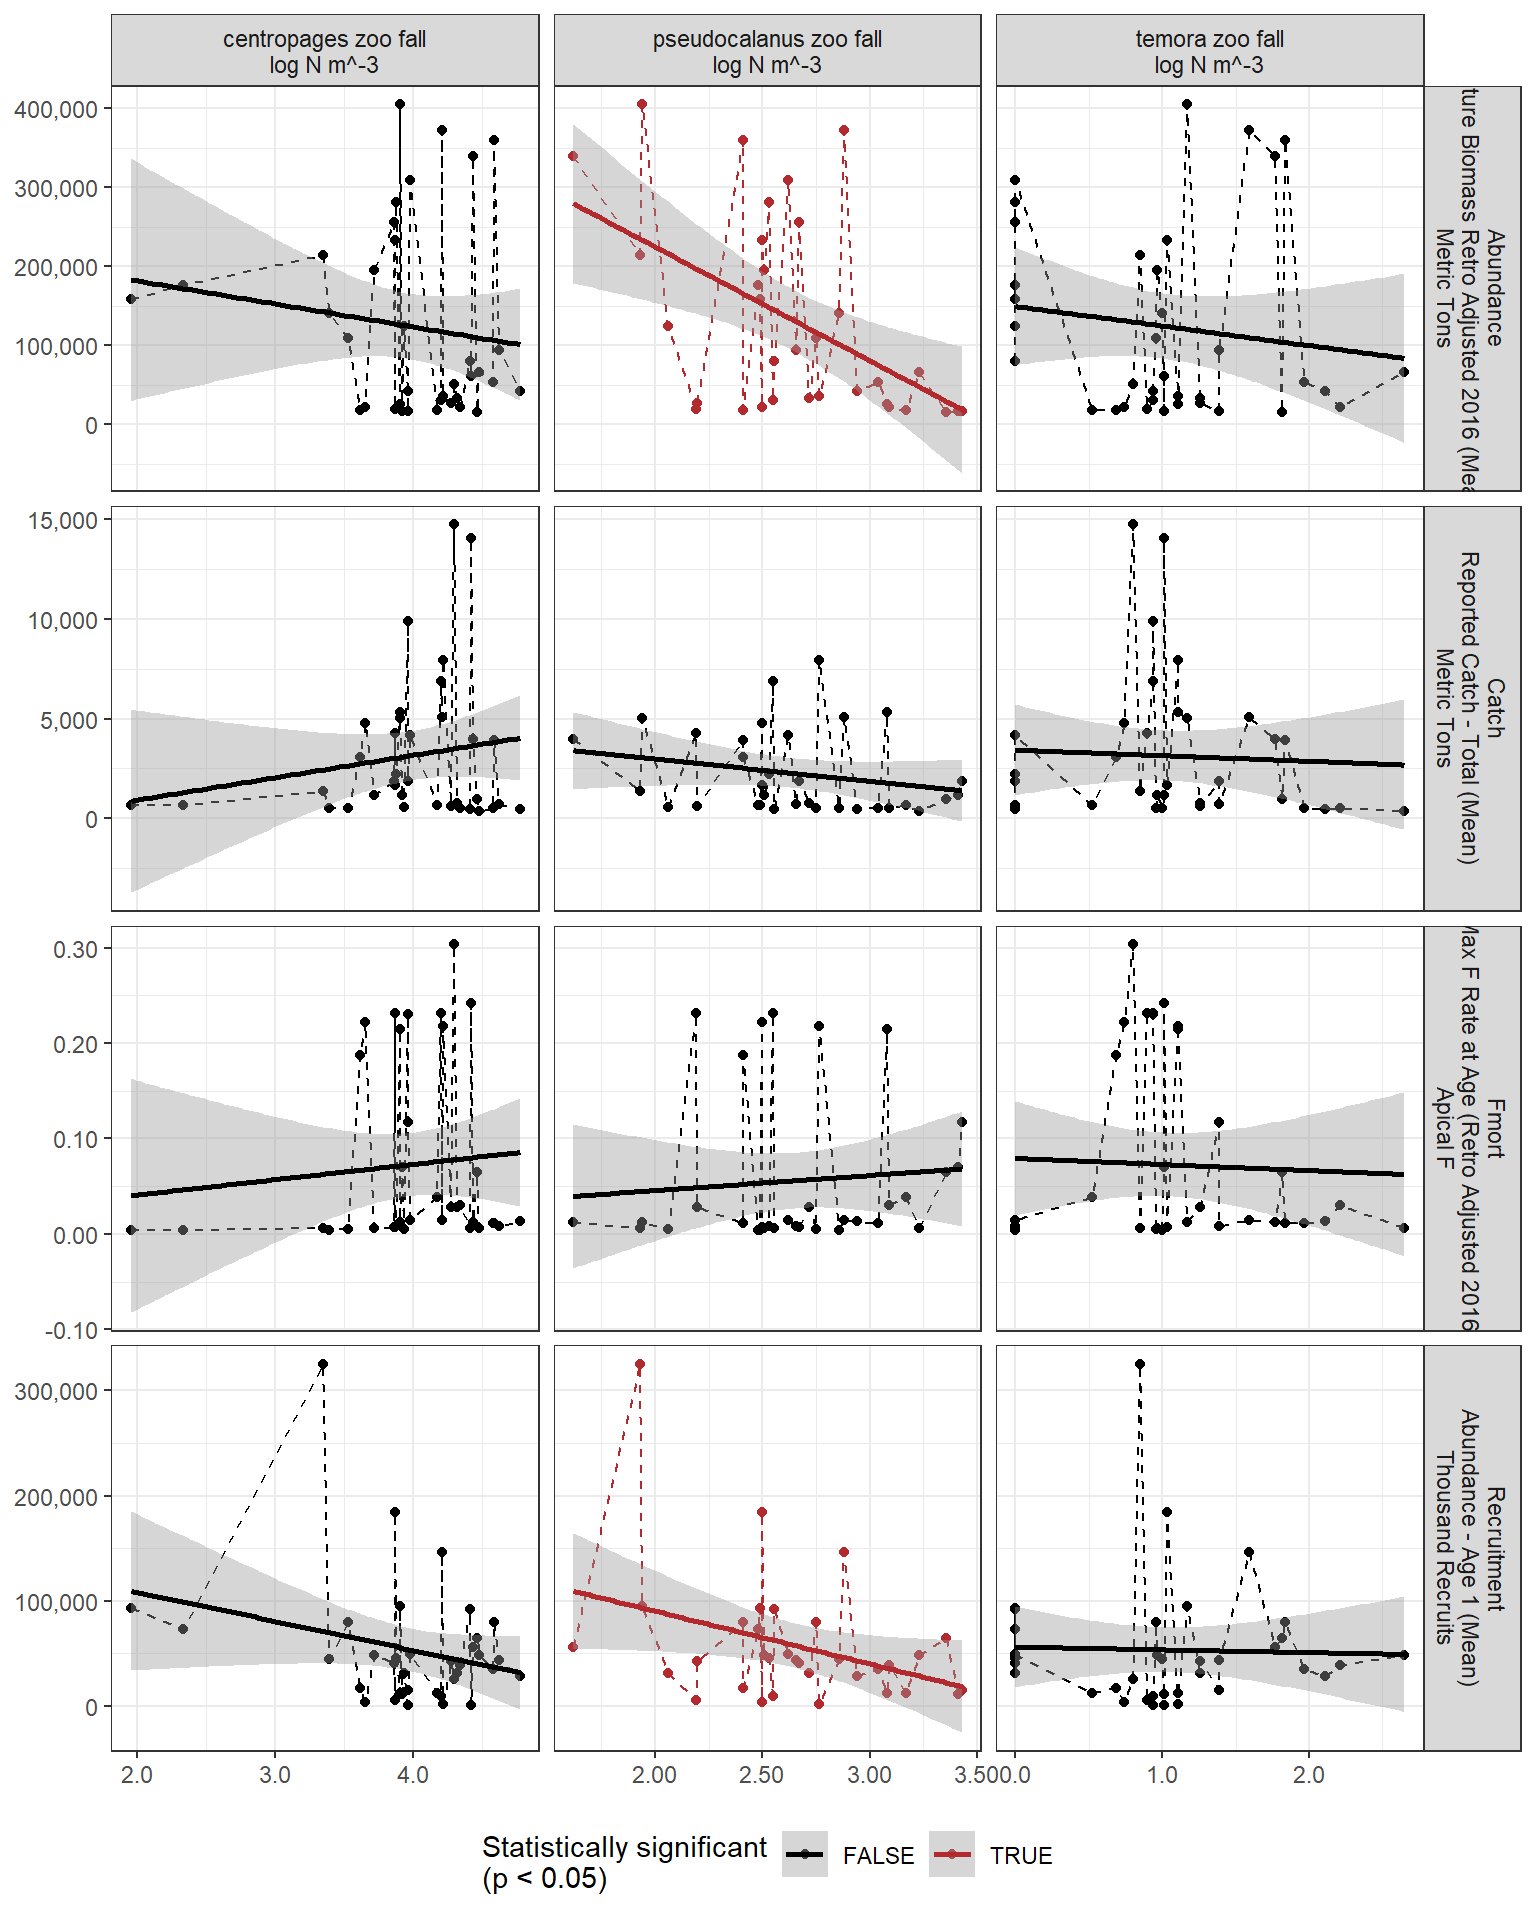 centropages zoo fall
log N m^-3
pseudocalanus zoo fall
log N m^-3
temora zoo fall
log N m^-3
400,000
300,000
200,000
100,000
0
Abundance
Biomass Retro Adjusted 2016
Metric Tons
15,000
10,000
5,000
0
Catch
Reported Catch - Total (Mean)
Metric Tons
0.30
0.20
0.10
0.00
-0.10
Fmort
F Rate at Age (Retro Adjusted 2016
Apical F
300,000
200,000
100,000
0
Recruitment
Abundance - Age 1 (Mean)
Thousand Recruits
2.0 3.0 4.0 2.00 2.50 3.00 3.50 0.0 1.0 2.0
Statistically significant
(p < 0.05)
FALSE TRUE